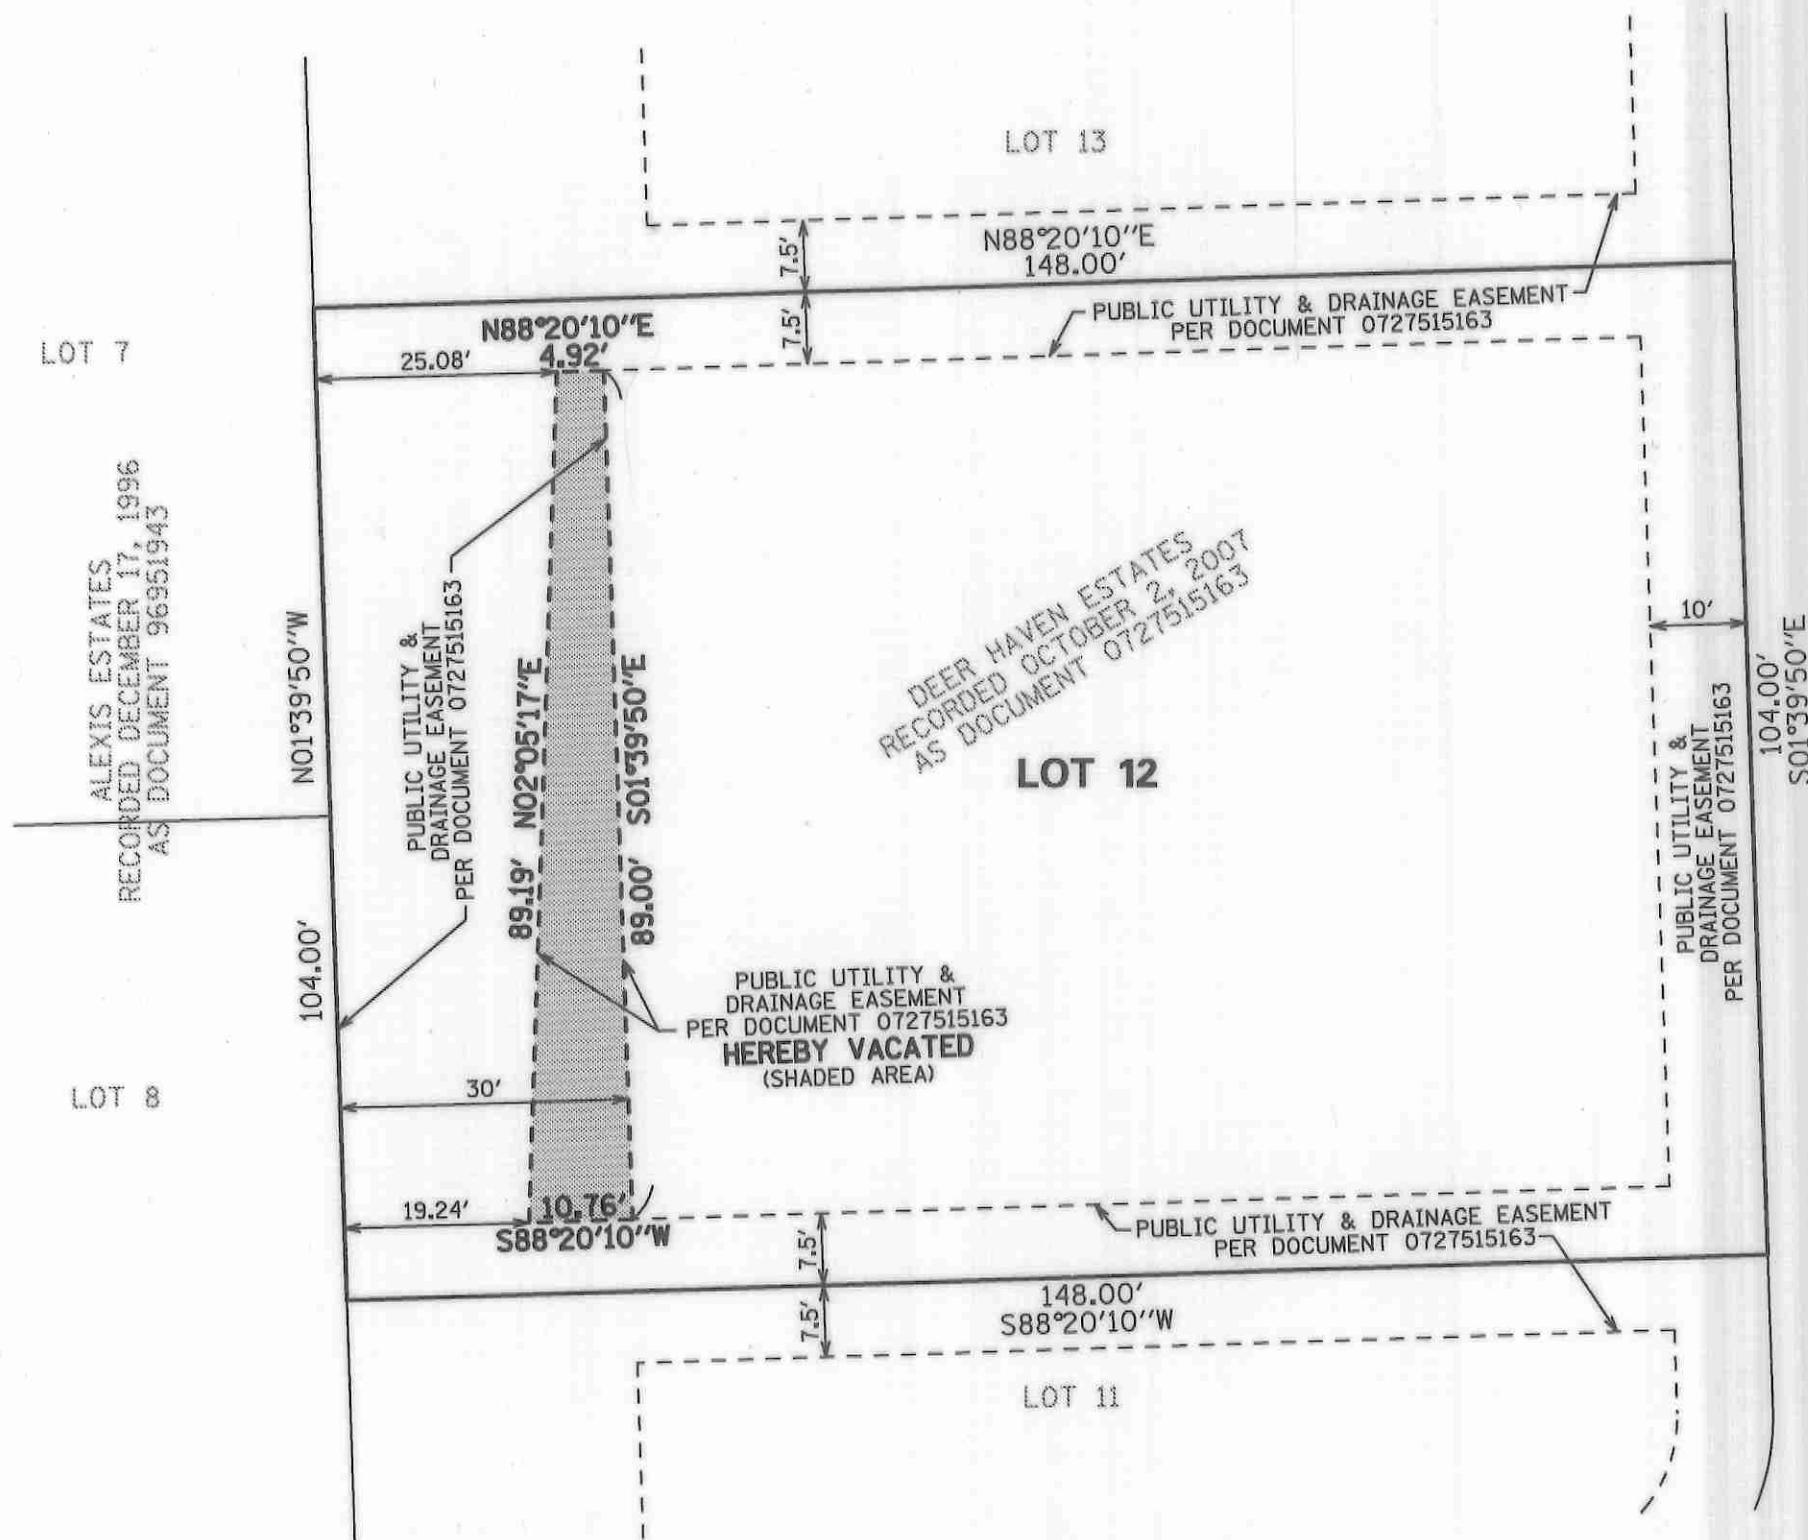 LOT 13
7.5'
N88°20'10"E
148.00'
7.5'
PUBLIC UTILITY & DRAINAGE EASEMENT
PER DOCUMENT 0727515163
N88°20'10"E
4.92'
25.08'
LOT 7
ALEXIS ESTATES
RECORDED DECEMBER 17, 1996
AS DOCUMENT 96951943
N01°39'50"W
104.00'
PUBLIC UTILITY &
DRAINAGE EASEMENT
PER DOCUMENT 0727515163
89.19' N02°05'17"E
89.00' S01°39'50"E
DEER HAVEN ESTATES
RECORDED OCTOBER 2, 2007
AS DOCUMENT 0727515163
LOT 12
10'
PUBLIC UTILITY &
DRAINAGE EASEMENT
PER DOCUMENT 0727515163
104.00'
S01°39'50"E
PUBLIC UTILITY &
DRAINAGE EASEMENT
PER DOCUMENT 0727515163
HEREBY VACATED
(SHADED AREA)
LOT 8
30'
19.24'
10.76'
S88°20'10"W
7.5'
PUBLIC UTILITY & DRAINAGE EASEMENT
PER DOCUMENT 0727515163
148.00'
S88°20'10"W
7.5'
LOT 11